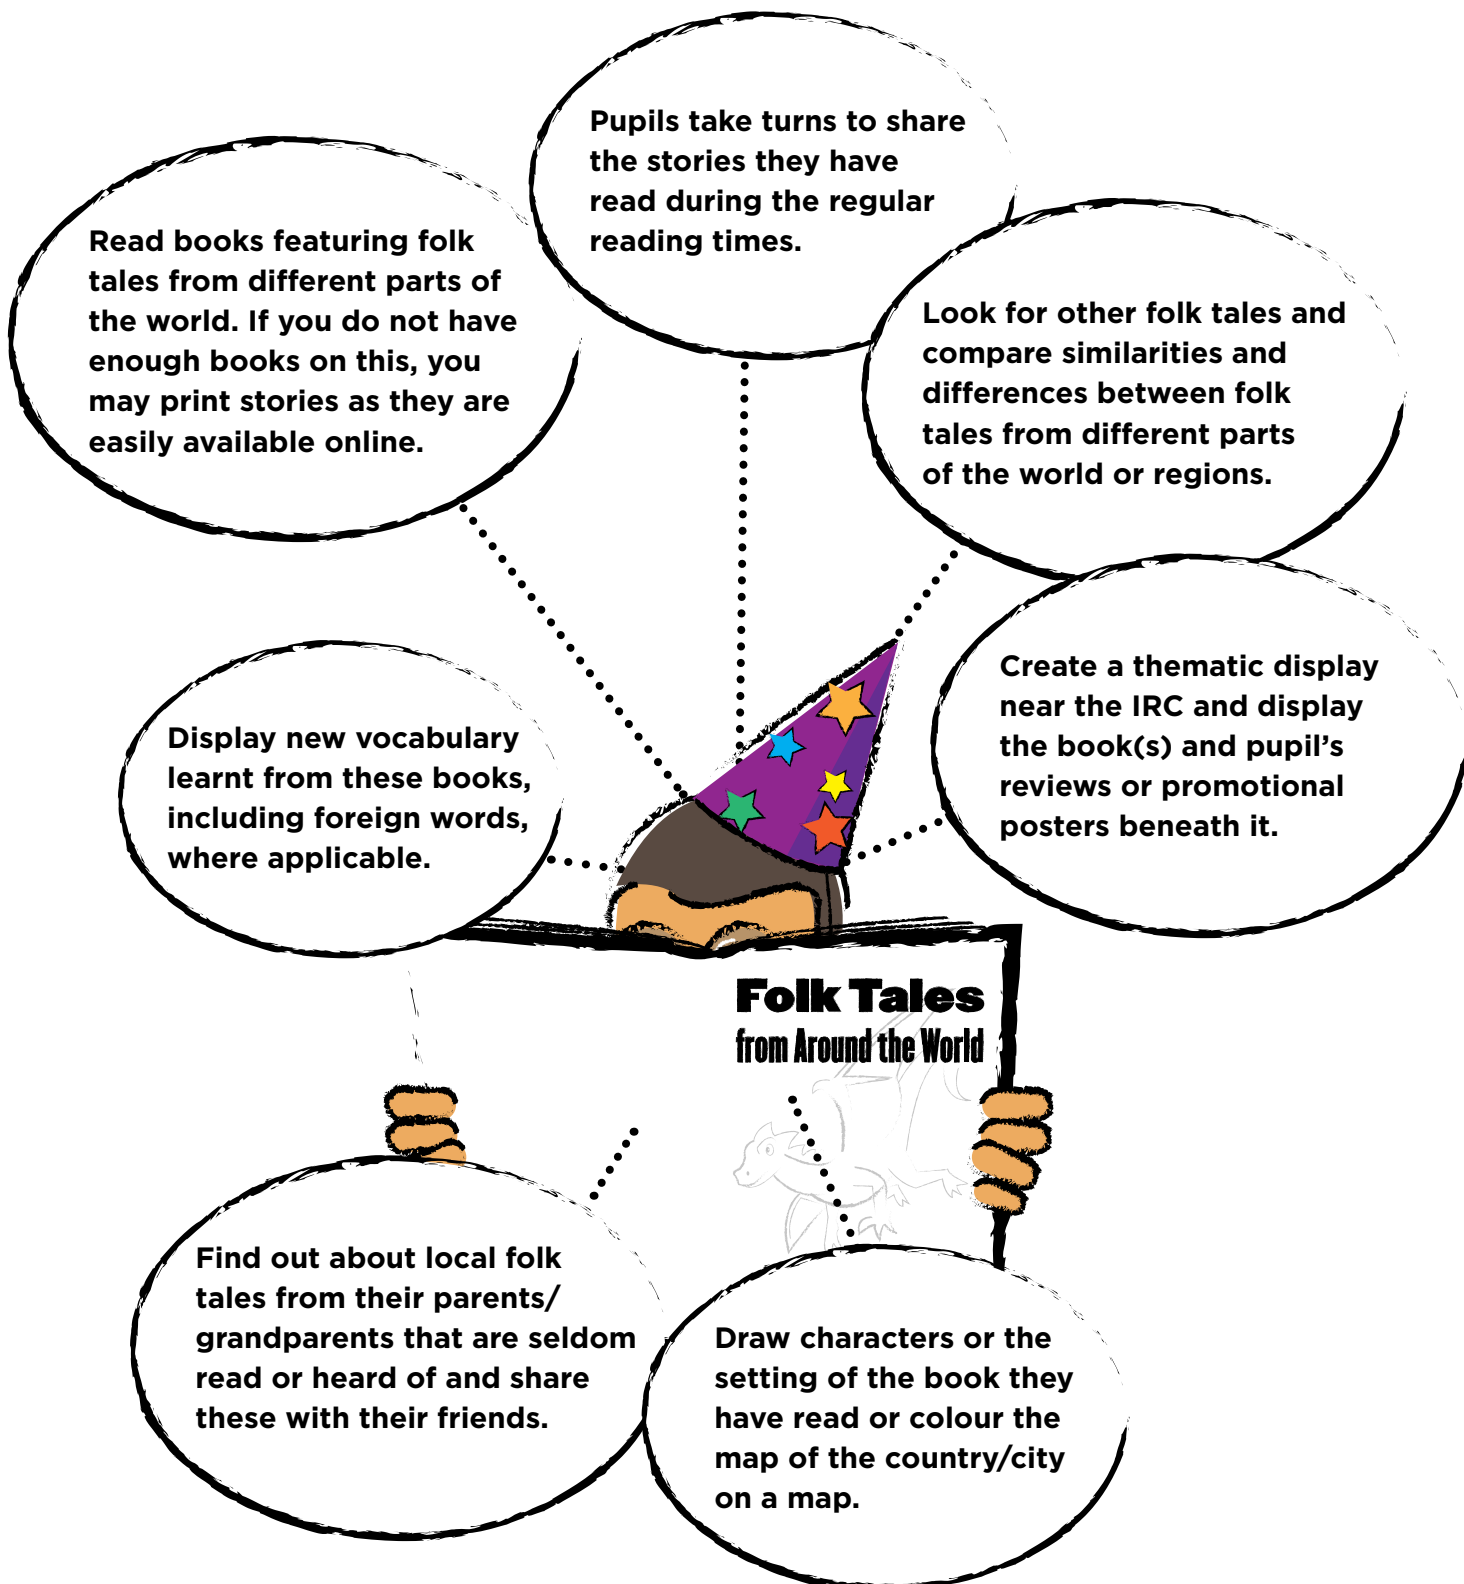 Pupils take turns to share
the stories they have
read during the regular
reading times.
Read books featuring folk
tales from different parts of
the world. If you do not have
enough books on this, you
may print stories as they are
easily available online.
Look for other folk tales and
compare similarities and
differences between folk
tales from different parts
of the world or regions.
Display new vocabulary
learnt from these books,
including foreign words,
where applicable.
Create a thematic display
near the IRC and display
the book(s) and pupil’s
reviews or promotional
posters beneath it.
Folk Tales
from Around the World
Find out about local folk
tales from their parents/
grandparents that are seldom
read or heard of and share
these with their friends.
Draw characters or the
setting of the book they
have read or colour the
map of the country/city
on a map.